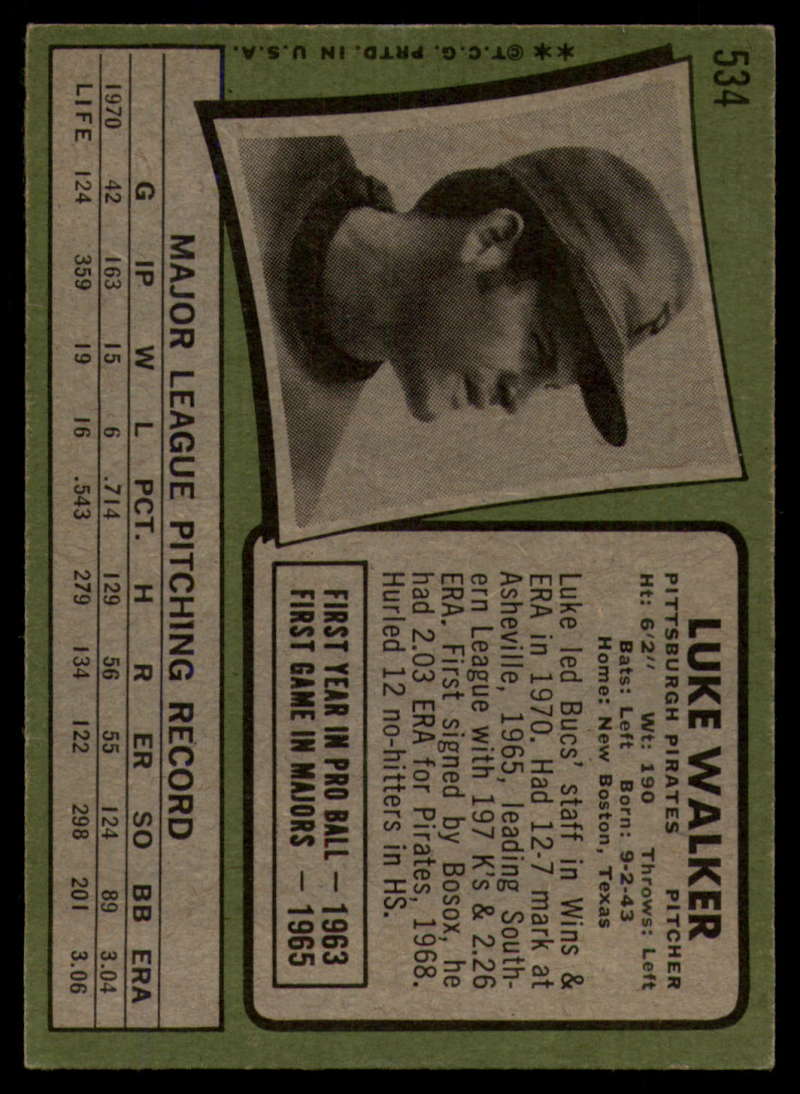 534
LUKE WALKER
PITTSBURGH PIRATES PITCHER
Ht: 6'2" Wt: 190 Throws: Left
Bats: Left Born: 9-2-43
Home: New Boston, Texas
Luke led Bucs' staff in Wins &
ERA in 1970. Had 12-7 mark at
Asheville, 1965, leading South-
ern League with 197 K's & 2.26
ERA. First signed by Bosox, he
had 2.03 ERA for Pirates, 1968.
Hurled 12 no-hitters in HS.
FIRST YEAR IN PRO BALL — 1963
FIRST GAME IN MAJORS — 1965
**©T.C.G. PRTD. IN U.S.A.
MAJOR LEAGUE PITCHING RECORD
G IP W L PCT. H R ER SO BB ERA
1970 42 163 15 6 .714 129 56 55 124 89 3.04
LIFE 124 359 19 16 .543 279 134 122 298 201 3.06